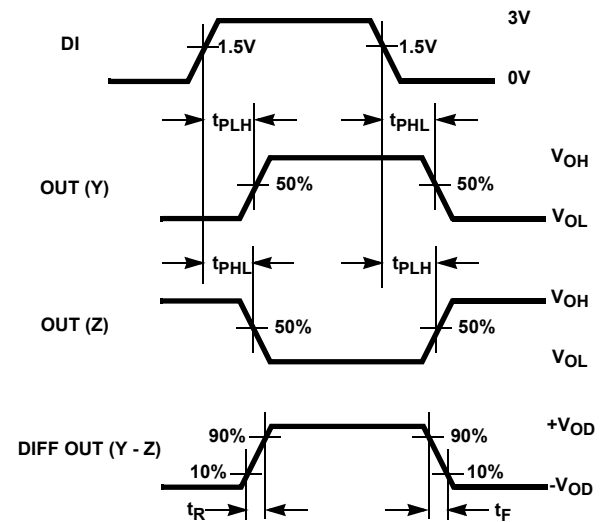 3V
DI
1.5V
1.5V
0V
tPLH
tPHL
VOH
OUT (Y)
50%
50%
VOL
tPHL
tPLH
VOH
OUT (Z)
50%
50%
VOL
+VOD
90%
90%
DIFF OUT (Y - Z)
10%
10%
-VOD
tR
tF